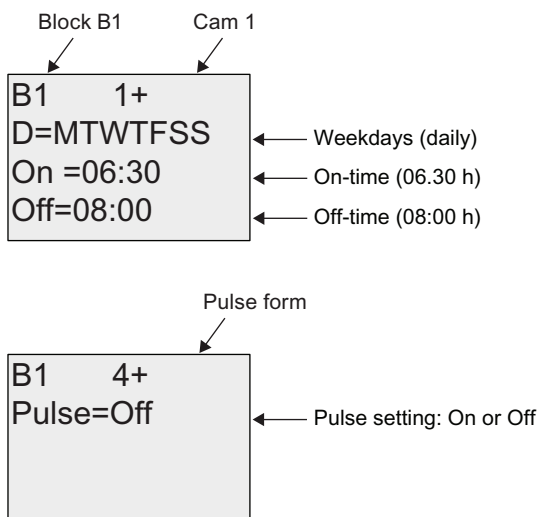 Block B1 Cam 1
B1 1+
D=MTWTFSS Weekdays (daily)
On =06:30 On-time (06.30 h)
Off=08:00 Off-time (08:00 h)
Pulse form
B1 4+
Pulse=Off Pulse setting: On or Off